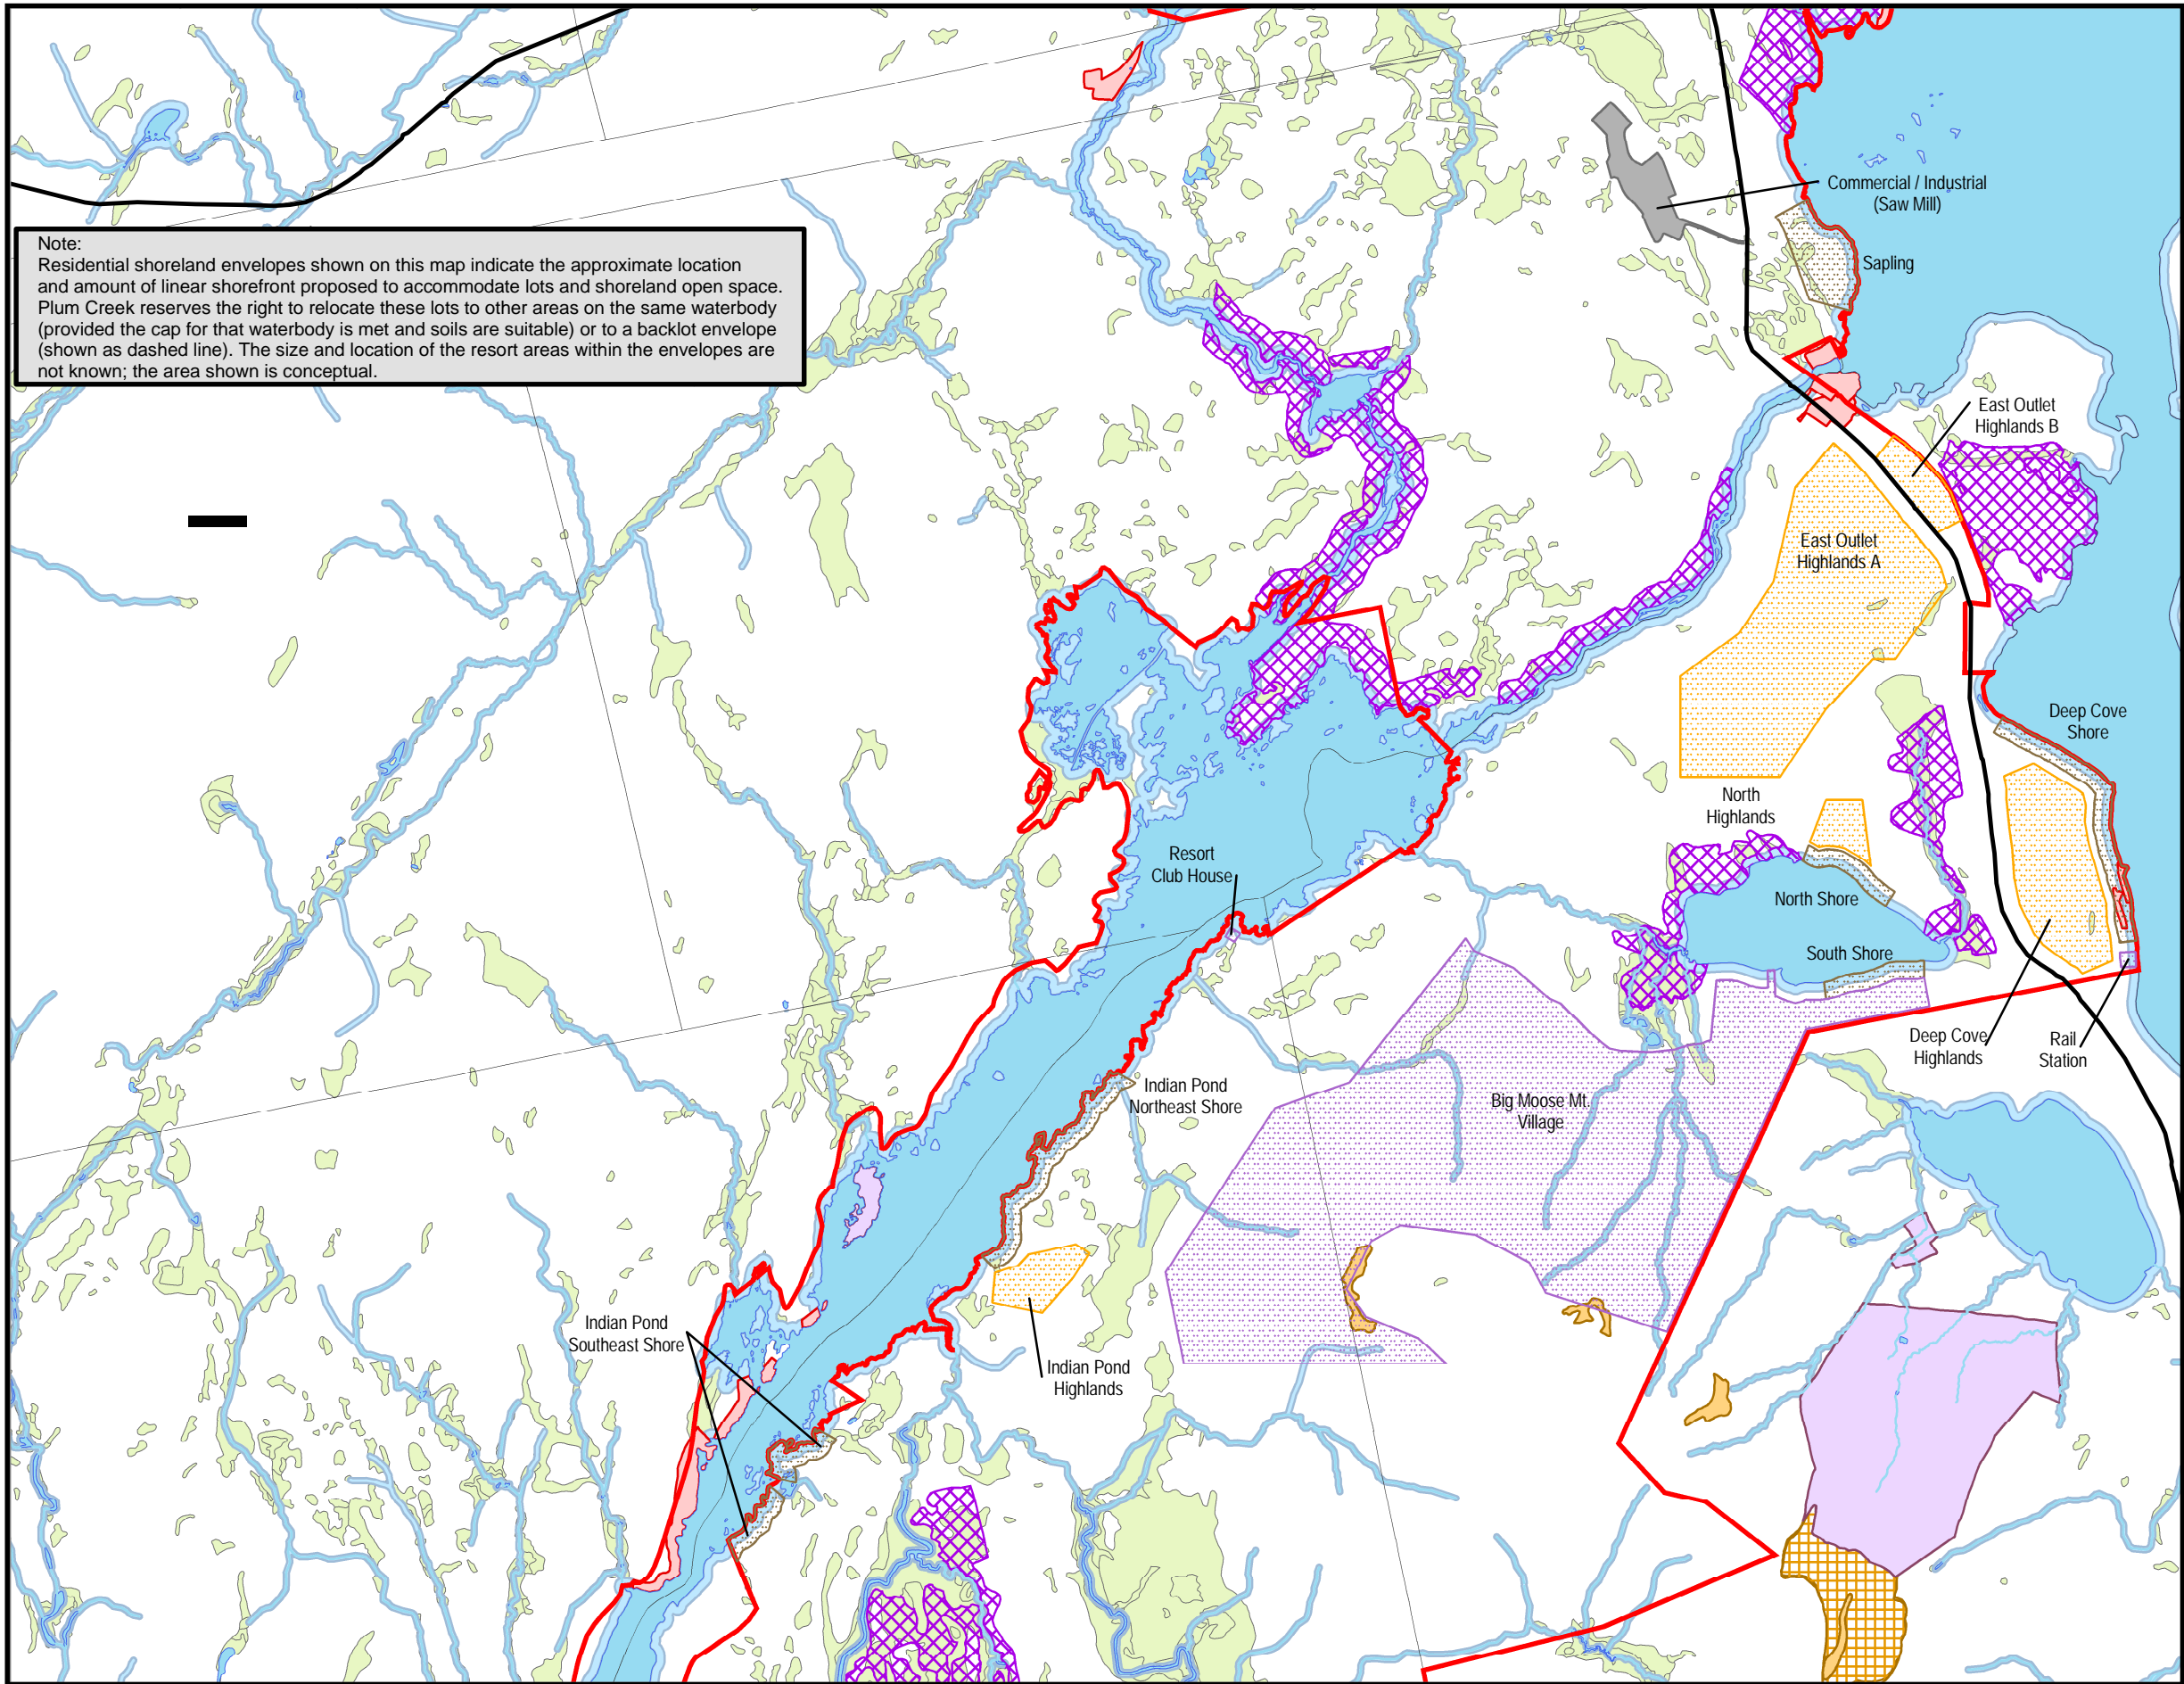 Note:
Residential shoreland envelopes shown on this map indicate the approximate location
and amount of linear shorefront proposed to accommodate lots and shoreland open space.
Plum Creek reserves the right to relocate these lots to other areas on the same waterbody
(provided the cap for that waterbody is met and soils are suitable) or to a backlot envelope
(shown as dashed line). The size and location of the resort areas within the envelopes are
not known; the area shown is conceptual.
Commercial / Industrial
(Saw Mill)
Sapling
East Outlet
Highlands B
East Outlet
Highlands A
Deep Cove
Shore
North
Highlands
Resort
Club House
North Shore
South Shore
Deep Cove
Highlands
Rail
Station
Indian Pond
Northeast Shore
Big Moose Mt.
Village
Indian Pond
Southeast Shore
Indian Pond
Highlands